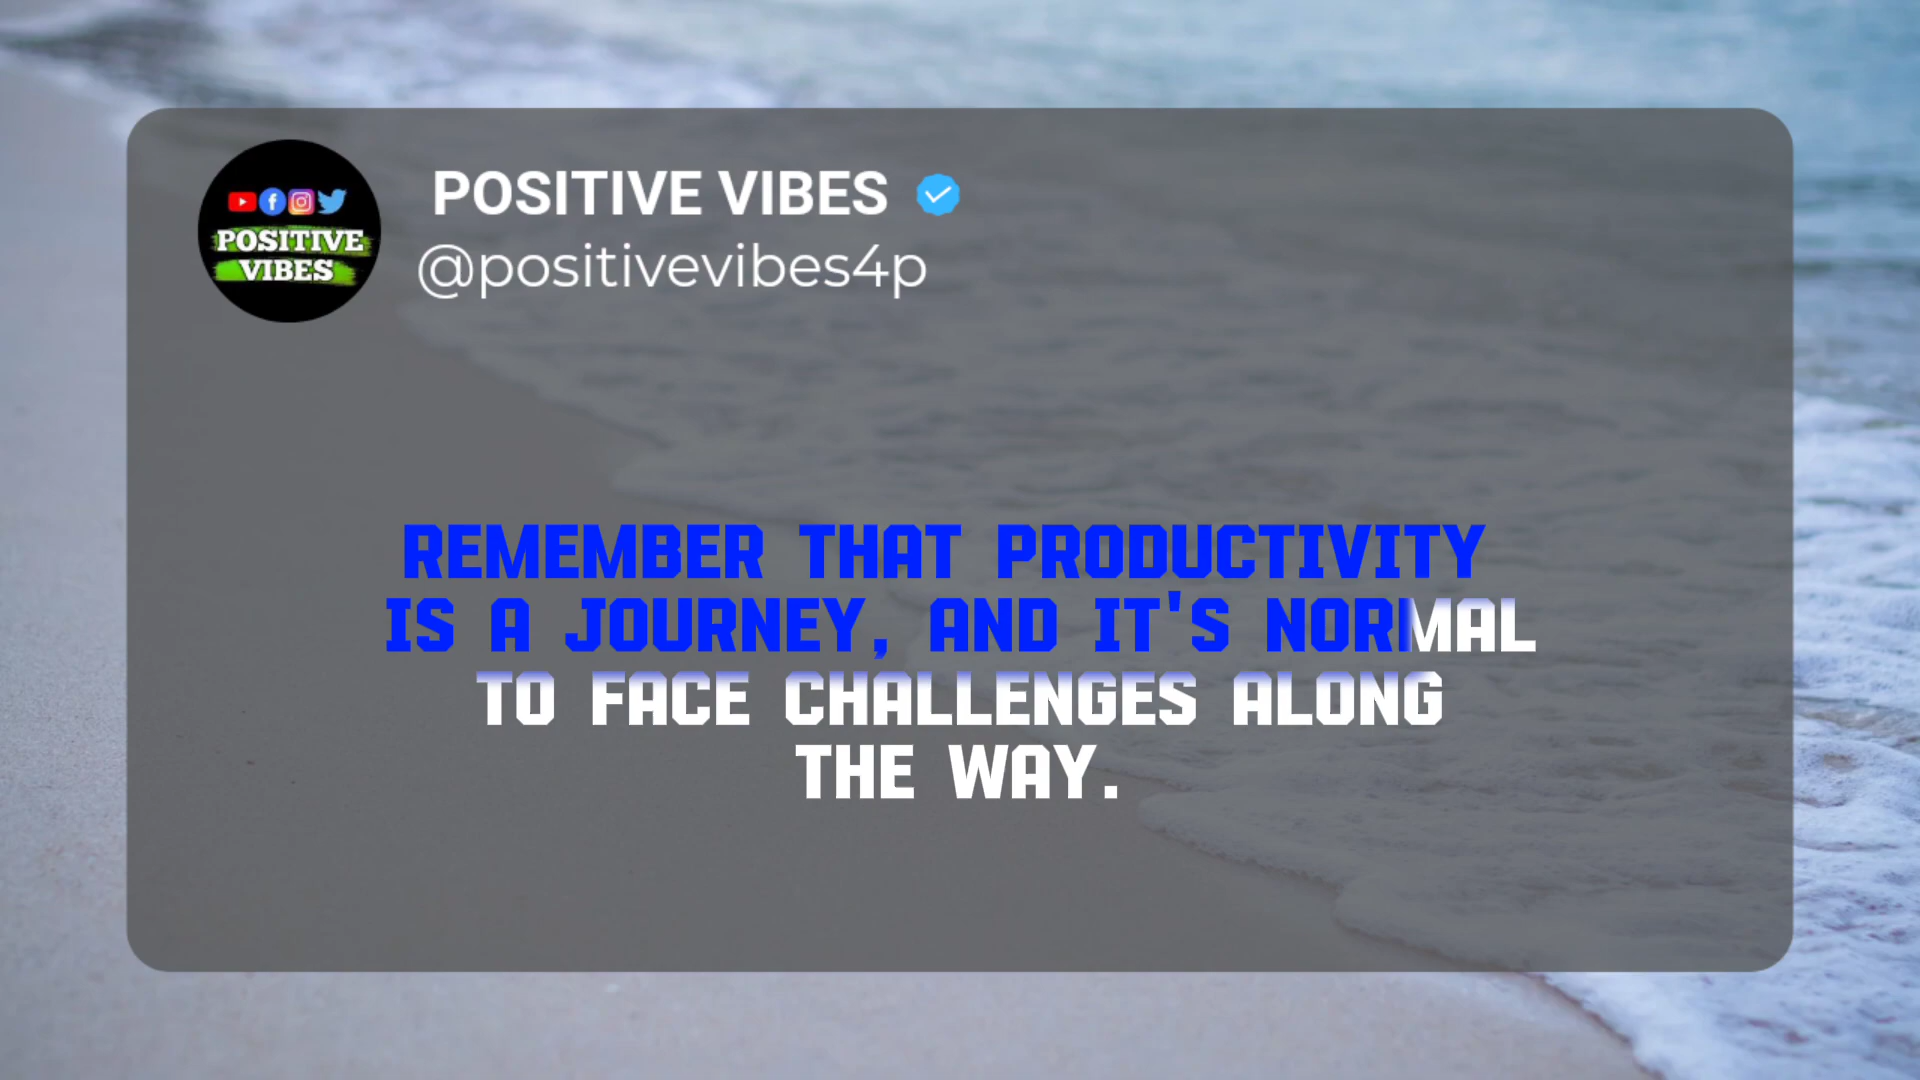 POSITIVE VIBES
@positivevibes4p
POSITIVE
VIBES
REMEMBER THAT PRODUCTIVITY
IS A JOURNEY, AND IT'S NORMAL
TO FACE CHALLENGES ALONG
THE WAY.